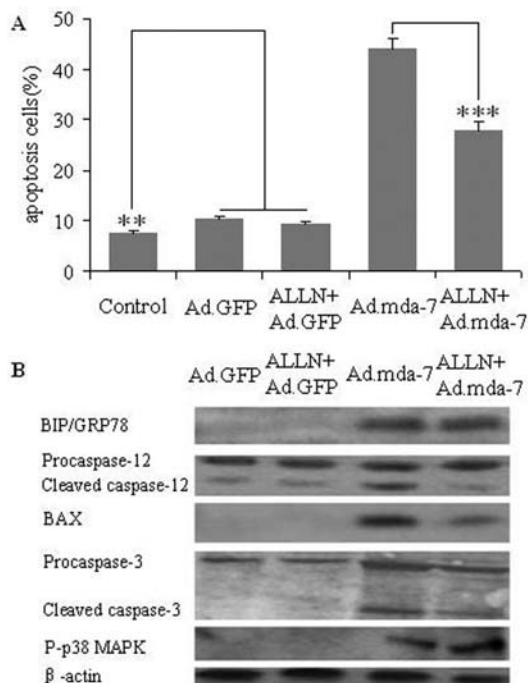 A
apoptosis cells(%)
50
40
30
20
10
0
**
***
Control
Ad.GFP
ALLN+
Ad.GFP
Ad.mda-7
ALLN+
Ad.mda-7
B
Ad.GFP
ALLN+
Ad.GFP
Ad.mda-7
ALLN+
Ad.mda-7
BIP/GRP78
Procaspase-12
Cleaved caspase-12
BAX
Procaspase-3
Cleaved caspase-3
P-p38 MAPK
β-actin